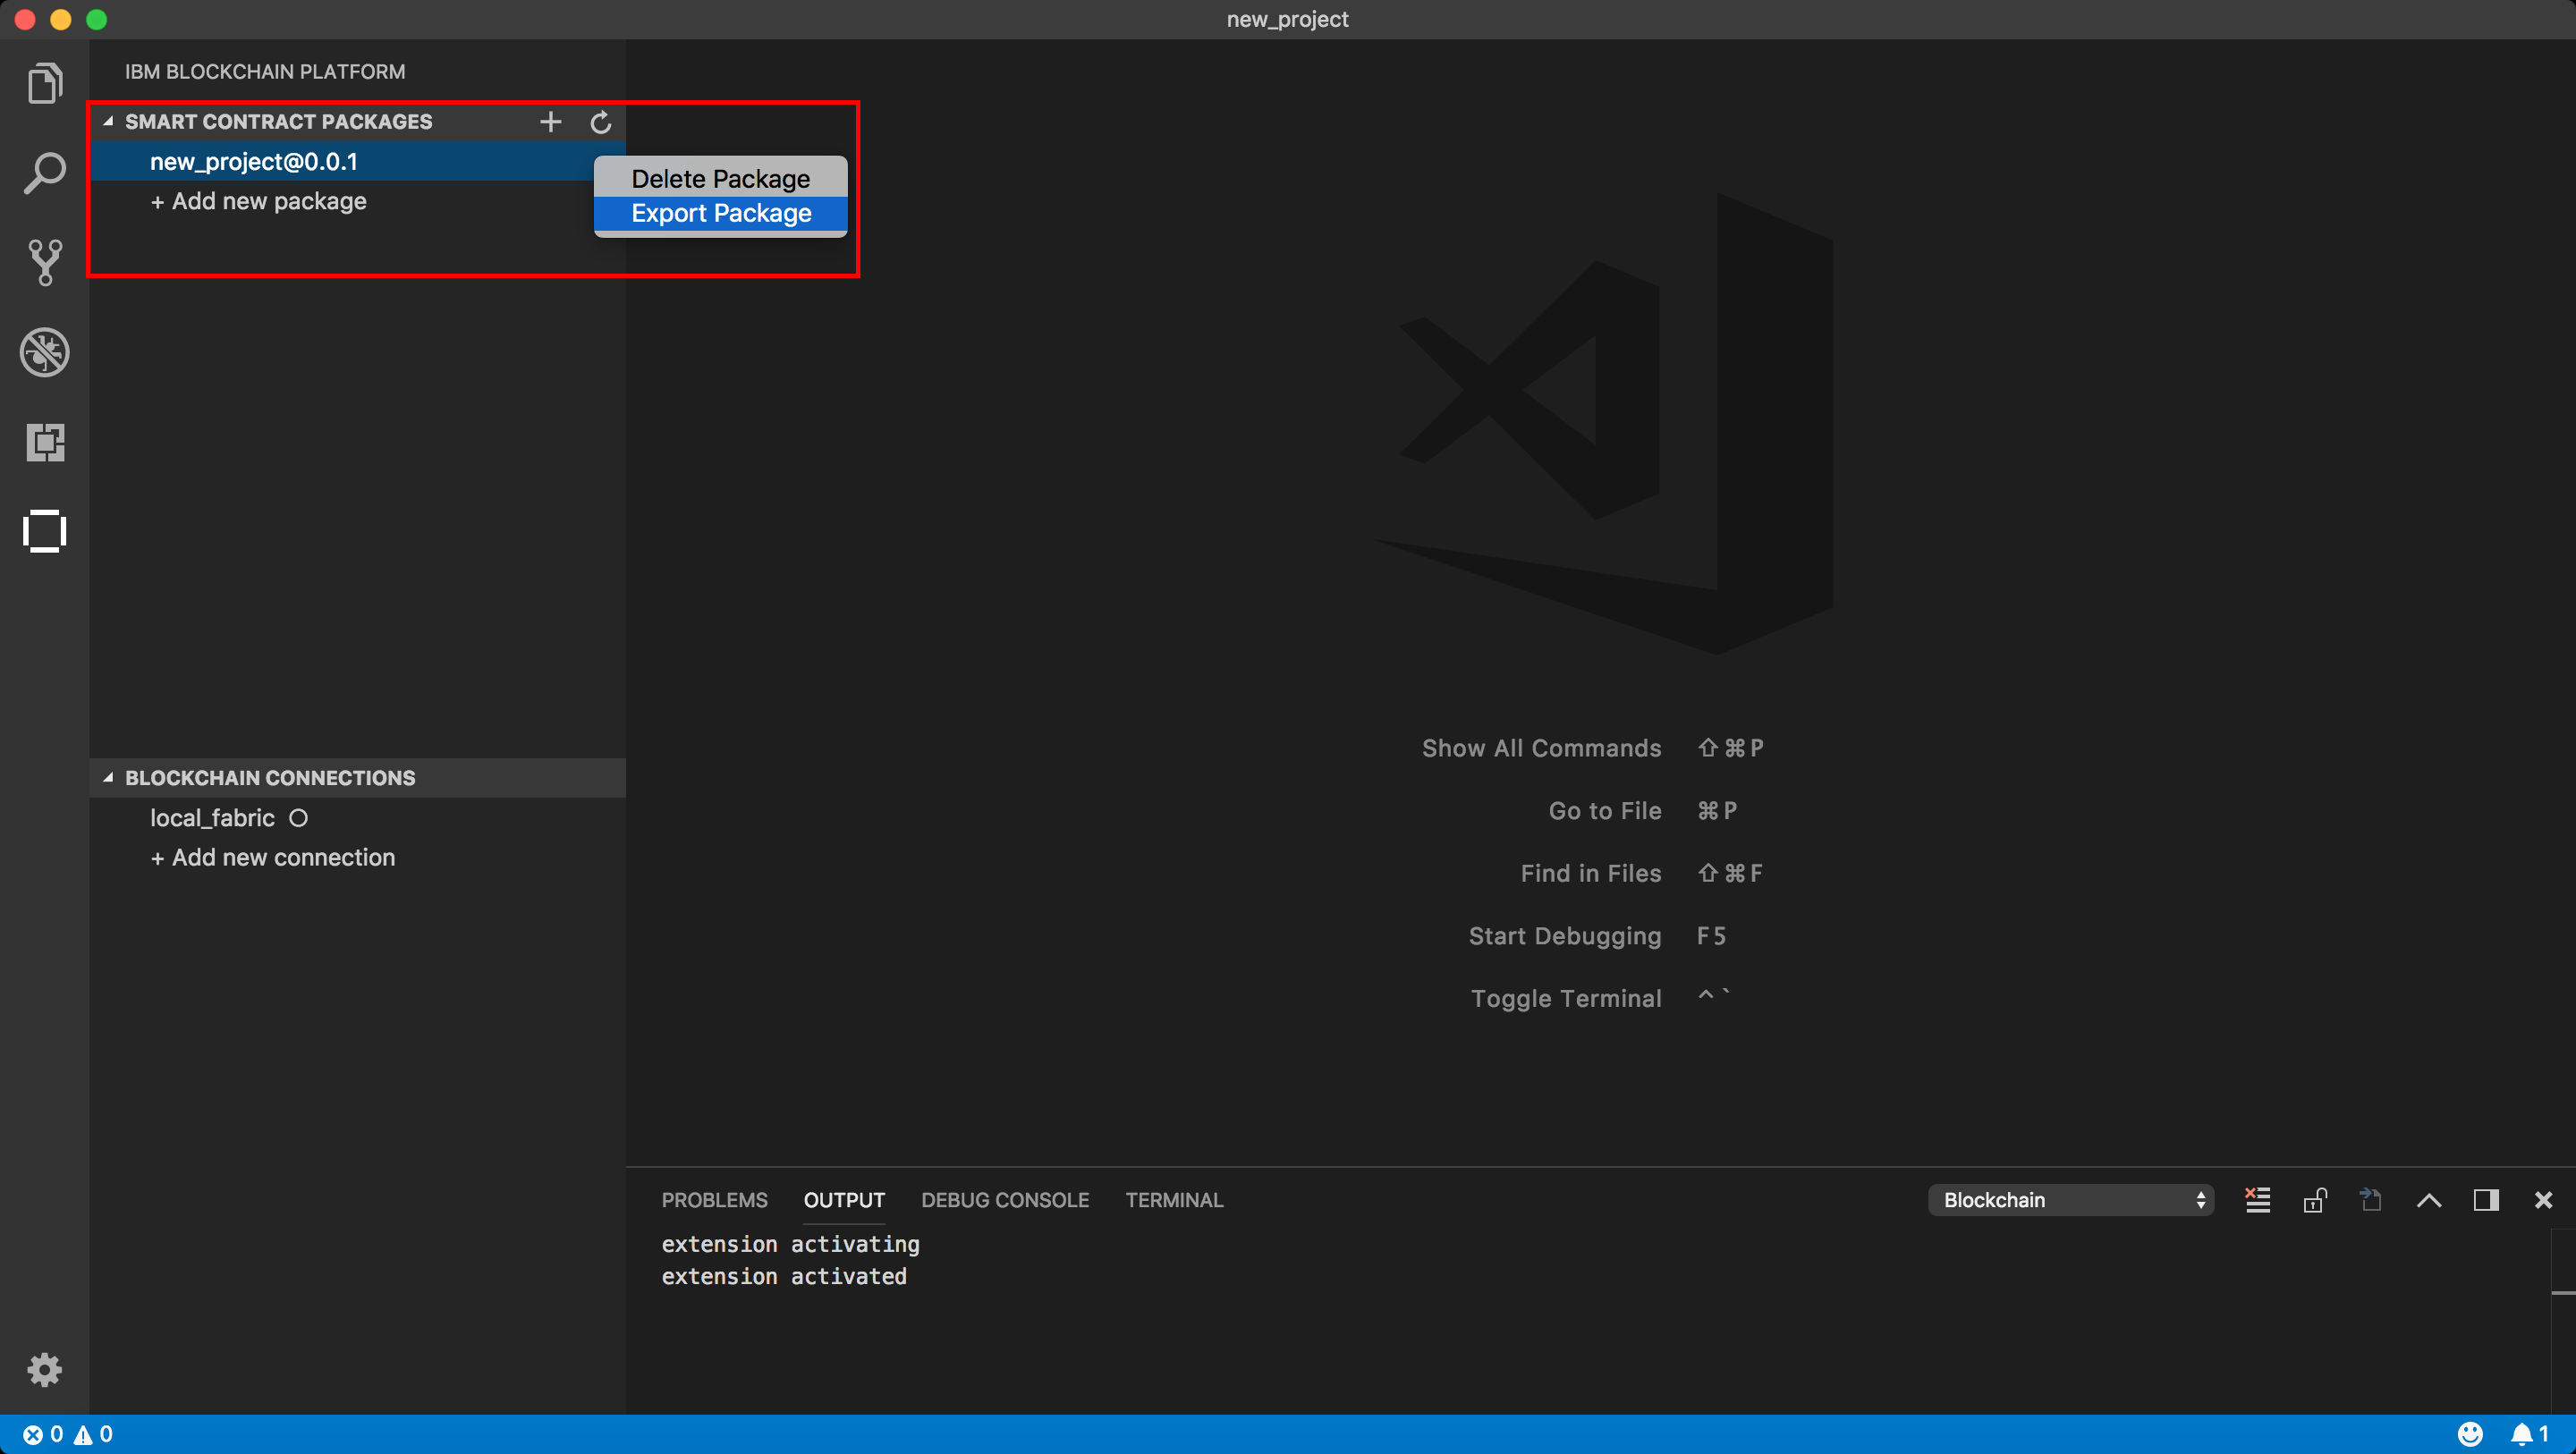 new_project
IBM BLOCKCHAIN PLATFORM
SMART CONTRACT PACKAGES
new_project@0.0.1
+ Add new package
Delete Package
Export Package
Show All Commands ⇧⌘P
Go to File ⌘P
Find in Files ⇧⌘F
Start Debugging F5
Toggle Terminal ^`
BLOCKCHAIN CONNECTIONS
local_fabric
+ Add new connection
PROBLEMS OUTPUT DEBUG CONSOLE TERMINAL Blockchain
extension activating
extension activated
0 0 1